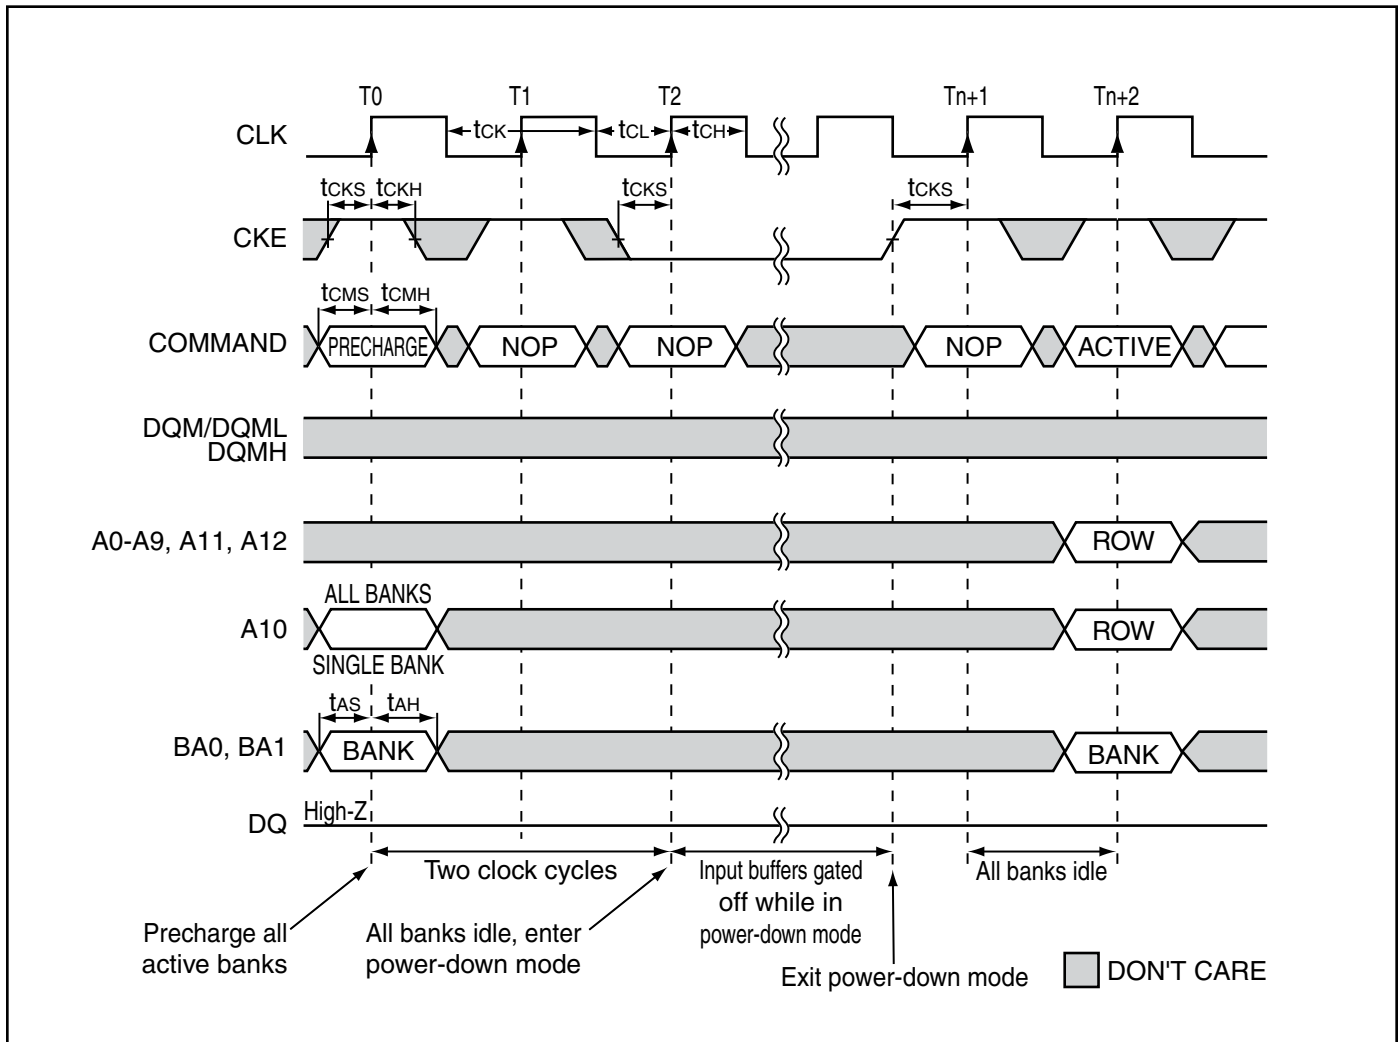 T0 T1 T2 Tn+1 Tn+2
CLK tCK tCL tCH
tCKS tCKH tCKS tCKS
CKE
tCMS tCMH
COMMAND PRECHARGE NOP NOP NOP ACTIVE
DQM/DQML
DQMH
A0-A9, A11, A12 ROW
ALL BANKS
A10 ROW
SINGLE BANK
tAS tAH
BA0, BA1 BANK BANK
DQ High-Z
Two clock cycles
Input buffers gated
off while in
power-down mode
All banks idle
Precharge all
active banks
All banks idle, enter
power-down mode
Exit power-down mode
DON'T CARE